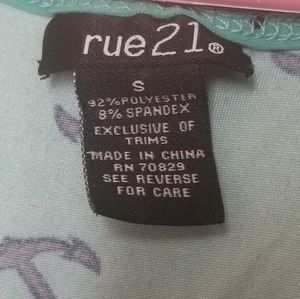 rue21®
S
92% POLYESTER
8% SPANDEX
EXCLUSIVE OF
TRIMS
MADE IN CHINA
RN 70829
SEE REVERSE
FOR CARE